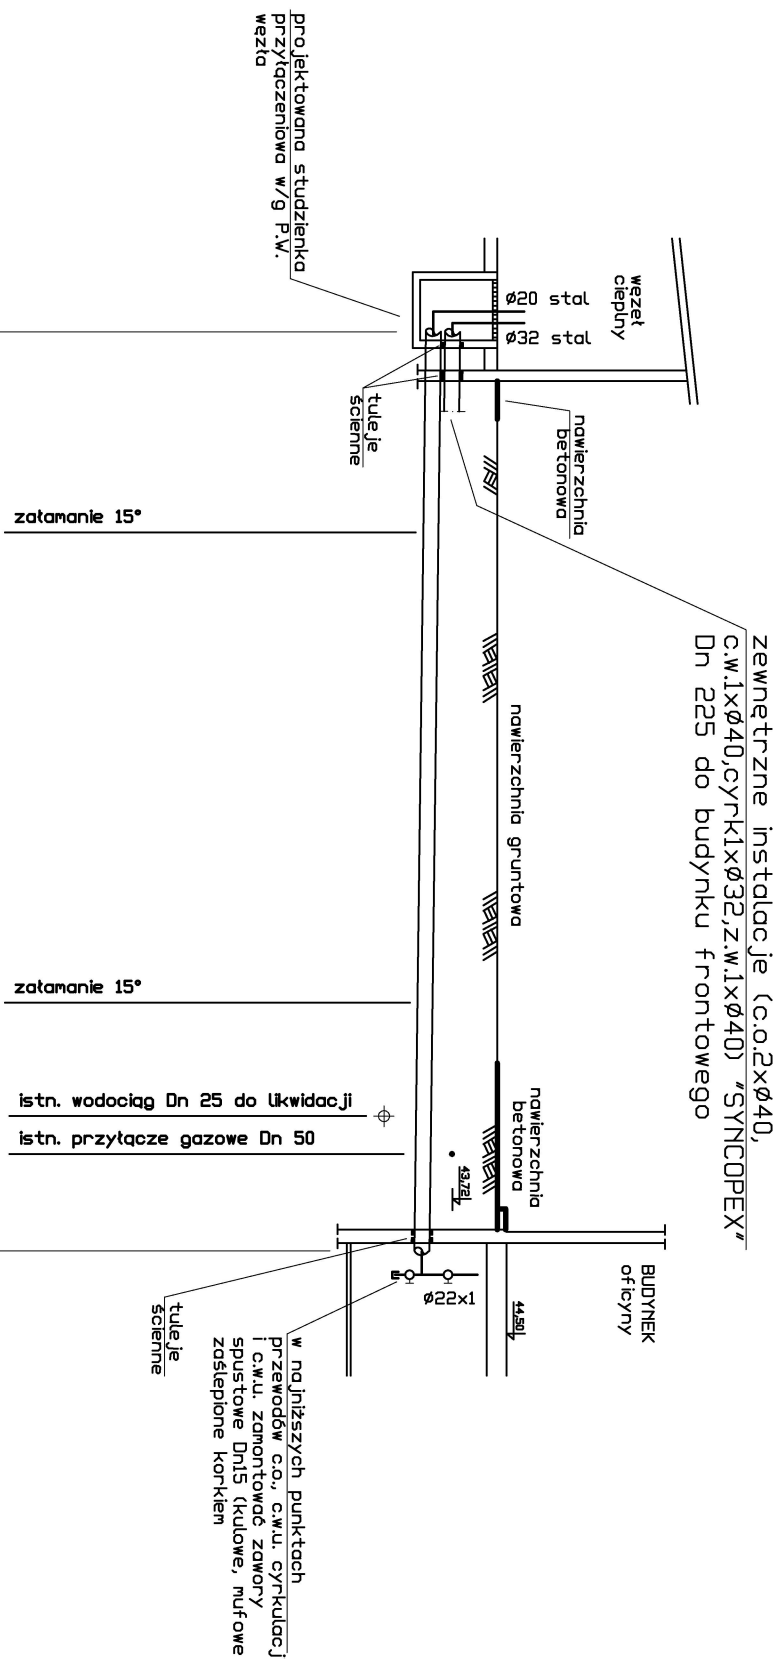 zewnętrzne instalacje (c.o.2xø40,
c.w.1xø40,cyrk1xø32,z.w.1xø40) "SYNCOPEX"
Dn 225 do budynku frontowego
węzeł
cieplny
ø20 stal
ø32 stal
nawierzchnia
betonowa
projektowana studzienka
przyłączeniowa w/g P.W.
węzła
tuleje
ścienne
nawierzchnia gruntowa
nawierzchnia
betonowa
43,72
BUDYNEK
oficyny
44,50
ø22x1
tuleje
ścienne
w najniższych punktach
przewodów c.o., c.w.u. cyrkulacj
i c.w.u. zamontować zawory
spustowe Dn15 (kulowe, mufowe
zaślepione korkiem
załamanie 15°
załamanie 15°
istn. wodociąg Dn 25 do likwidacji
istn. przyłącze gazowe Dn 50